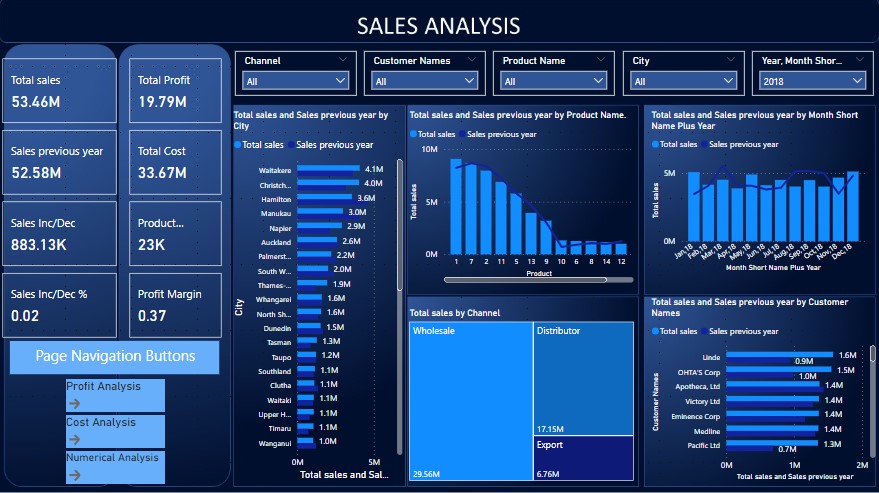 SALES ANALYSIS
Total sales
53.46M
Total Profit
19.79M
Sales previous year
52.58M
Total Cost
33.67M
Sales Inc/Dec
883.13K
Product...
23K
Sales Inc/Dec %
0.02
Profit Margin
0.37
Page Navigation Buttons
Profit Analysis
Cost Analysis
Numerical Analysis
Channel
All
Customer Names
All
Product Name
All
City
All
Year, Month Shor...
2018
Total sales and Sales previous year by
City
Total sales Sales previous year
Waitakere 4.1M
Christch... 4.0M
Hamilton 3.6M
Manukau 3.0M
Napier 2.9M
Auckland 2.6M
Palmerst... 2.2M
South W... 2.0M
Thames-... 1.9M
Whangarei 1.6M
North Sh... 1.6M
Dunedin 1.5M
Tasman 1.3M
Taupo 1.2M
Southland 1.1M
Clutha 1.1M
Waitaki 1.1M
Upper H... 1.1M
Timaru 1.1M
Wanganui 1.0M
City
0M 5M
Total sales and Sal...
Total sales and Sales previous year by Product Name.
Total sales Sales previous year
10M
5M
0M
Total sales
1 7 2 11 5 13 9 10 6 8 14 12
Product
Total sales and Sales previous year by Month Short
Name Plus Year
Total sales Sales previous year
5M
0M
Total sales
Jan,18 Feb,18 Mar,18 Apr,18 May,18 Jun,18 Jul,18 Aug,18 Sep,18 Oct,18 Nov,18 Dec,18
Month Short Name Plus Year
Total sales by Channel
Wholesale
29.56M
Distributor
17.15M
Export
6.76M
Total sales and Sales previous year by Customer
Names
Total sales Sales previous year
Linde 1.6M
0.9M
OHTA'S Corp 1.5M
1.0M
Apotheca, Ltd 1.4M
Victory Ltd 1.4M
Eminence Corp 1.4M
Medline 1.4M
Pacific Ltd 1.3M
0.7M
Customer Names
0M 1M 2M
Total sales and Sales previous year